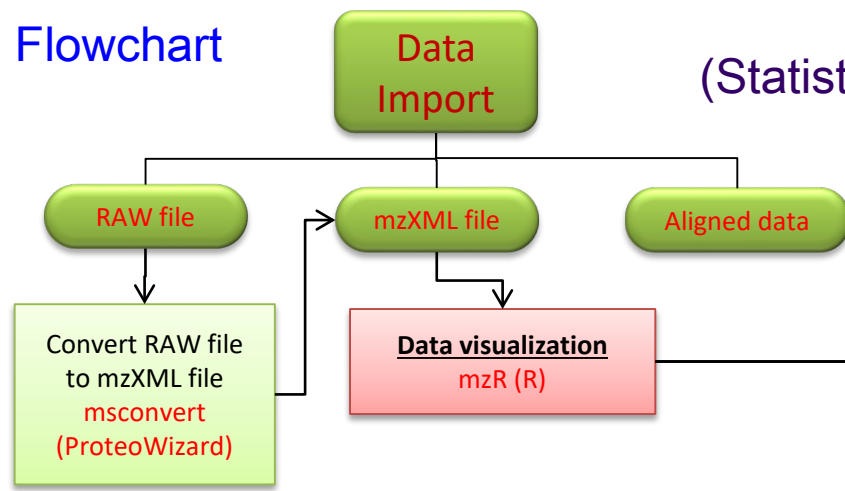 Flowchart
Data
Import
(Statist
RAW file
mzXML file
Aligned data
Convert RAW file
to mzXML file
msconvert
(ProteoWizard)
Data visualization
mzR (R)